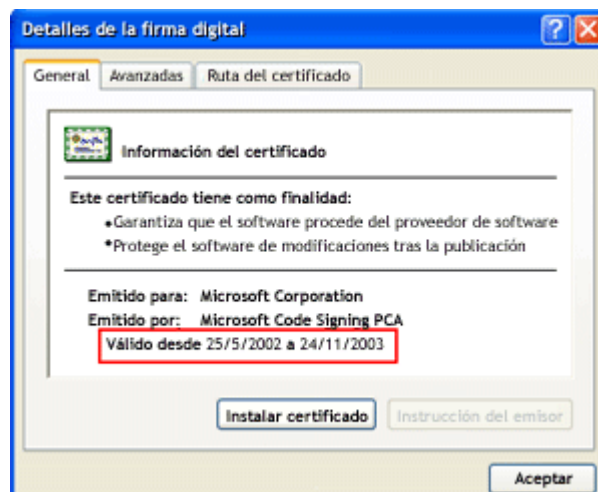 Detalles de la firma digital
General Avanzadas Ruta del certificado
Información del certificado
Este certificado tiene como finalidad:
•Garantiza que el software procede del proveedor de software
*Protege el software de modificaciones tras la publicación
Emitido para: Microsoft Corporation
Emitido por: Microsoft Code Signing PCA
Válido desde 25/5/2002 a 24/11/2003
Instalar certificado Instrucción del emisor
Aceptar